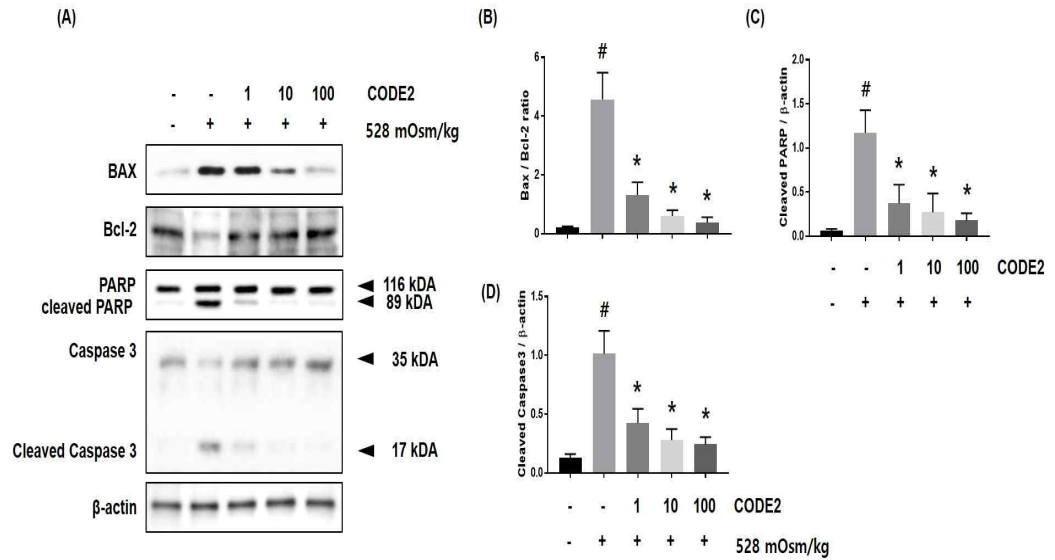 (A)
- - 1 10 100 CODE2
- + + + + 528 mOsm/kg
BAX
Bcl-2
PARP
cleaved PARP
116 kDA
89 kDA
Caspase 3
35 kDA
Cleaved Caspase 3
17 kDA
β-actin
(B)
Bax / Bcl-2 ratio
6
4
2
0
# * * *
(C)
Cleaved PARP / β-actin
2.0
1.5
1.0
0.5
0.0
# * * *
- - 1 10 100 CODE2
- + + + +
(D)
Cleaved Caspase3 / β-actin
1.5
1.0
0.5
0.0
# * * *
- - 1 10 100 CODE2
- + + + + 528 mOsm/kg